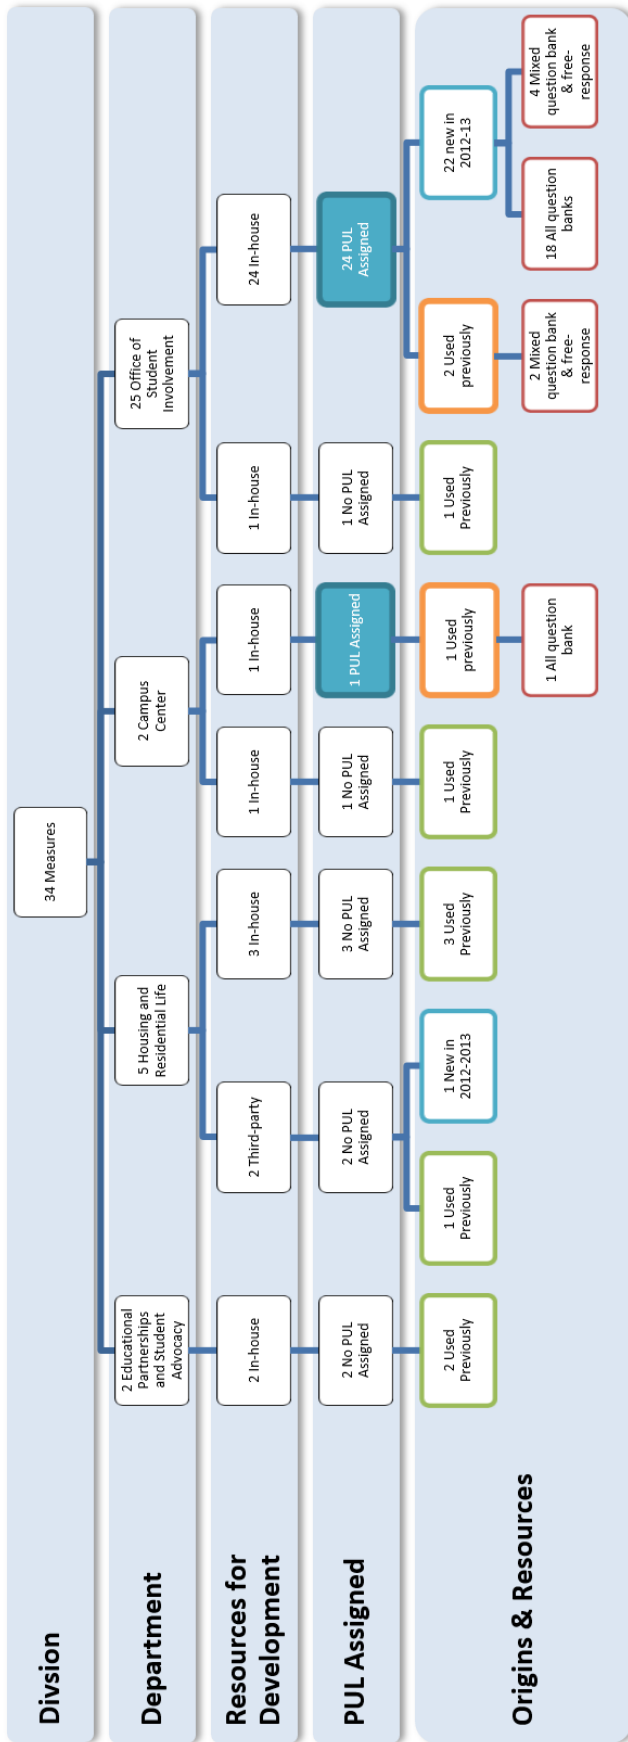 Divsion
34 Measures
Department
2 Educational
Partnerships
and Student
Advocacy
5 Housing and
Residential Life
2 Campus
Center
25 Office of
Student
Involvement
Resources for
Development
2 In-house
2 Third-party
3 In-house
1 In-house
1 In-house
1 In-house
24 In-house
PUL Assigned
2 No PUL
Assigned
2 No PUL
Assigned
3 No PUL
Assigned
1 No PUL
Assigned
1 PUL Assigned
1 No PUL
Assigned
24 PUL
Assigned
Origins & Resources
2 Used
Previously
1 Used
Previously
1 New in
2012-2013
3 Used
Previously
1 Used
Previously
1 Used
previously
1 Used
Previously
2 Used
previously
22 new in
2012-13
1 All question
bank
2 Mixed
question bank
& free-
response
18 All question
banks
4 Mixed
question bank
& free-
response